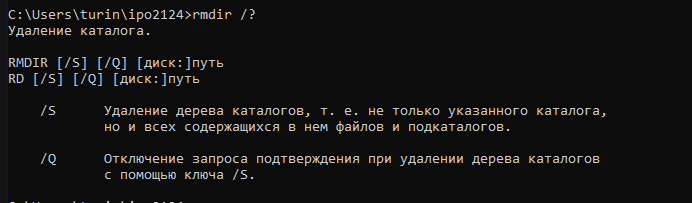 C:\Users\turin\ipo2124>rmdir /?
Удаление каталога.
RMDIR [/S] [/Q] [диск:]путь
RD [/S] [/Q] [диск:]путь
/S Удаление дерева каталогов, т. е. не только указанного каталога,
но и всех содержащихся в нем файлов и подкаталогов.
/Q Отключение запроса подтверждения при удалении дерева каталогов
с помощью ключа /S.